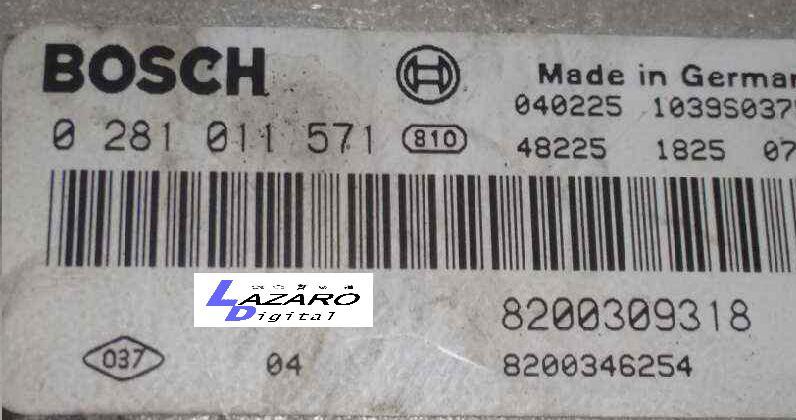 BOSCH Made in German
040225 1039S037
0 281 011 571 810 48225 1825 07
LAZARO
Digital
8200309318
037 04 8200346254